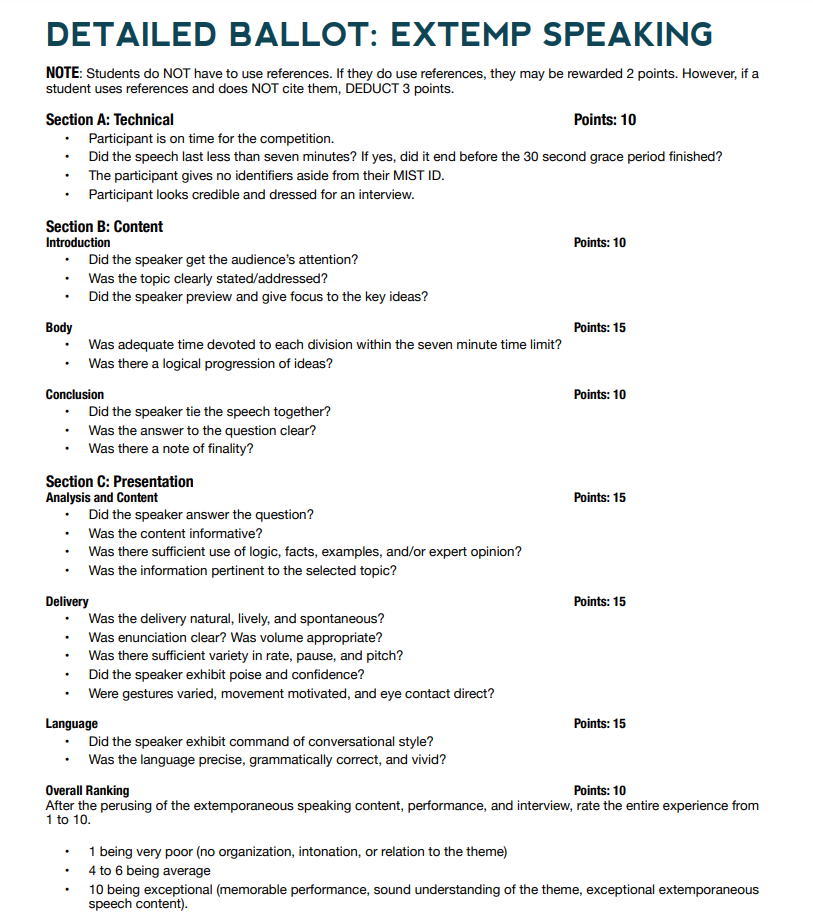 DETAILED BALLOT: EXTEMP SPEAKING
NOTE: Students do NOT have to use references. If they do use references, they may be rewarded 2 points. However, if a
student uses references and does NOT cite them, DEDUCT 3 points.
Section A: Technical Points: 10
• Participant is on time for the competition.
• Did the speech last less than seven minutes? If yes, did it end before the 30 second grace period finished?
• The participant gives no identifiers aside from their MIST ID.
• Participant looks credible and dressed for an interview.
Section B: Content
Introduction Points: 10
• Did the speaker get the audience's attention?
• Was the topic clearly stated/addressed?
• Did the speaker preview and give focus to the key ideas?
Body Points: 15
• Was adequate time devoted to each division within the seven minute time limit?
• Was there a logical progression of ideas?
Conclusion Points: 10
• Did the speaker tie the speech together?
• Was the answer to the question clear?
• Was there a note of finality?
Section C: Presentation
Analysis and Content Points: 15
• Did the speaker answer the question?
• Was the content informative?
• Was there sufficient use of logic, facts, examples, and/or expert opinion?
• Was the information pertinent to the selected topic?
Delivery Points: 15
• Was the delivery natural, lively, and spontaneous?
• Was enunciation clear? Was volume appropriate?
• Was there sufficient variety in rate, pause, and pitch?
• Did the speaker exhibit poise and confidence?
• Were gestures varied, movement motivated, and eye contact direct?
Language Points: 15
• Did the speaker exhibit command of conversational style?
• Was the language precise, grammatically correct, and vivid?
Overall Ranking Points: 10
After the perusing of the extemporaneous speaking content, performance, and interview, rate the entire experience from
1 to 10.
• 1 being very poor (no organization, intonation, or relation to the theme)
• 4 to 6 being average
• 10 being exceptional (memorable performance, sound understanding of the theme, exceptional extemporaneous
speech content).